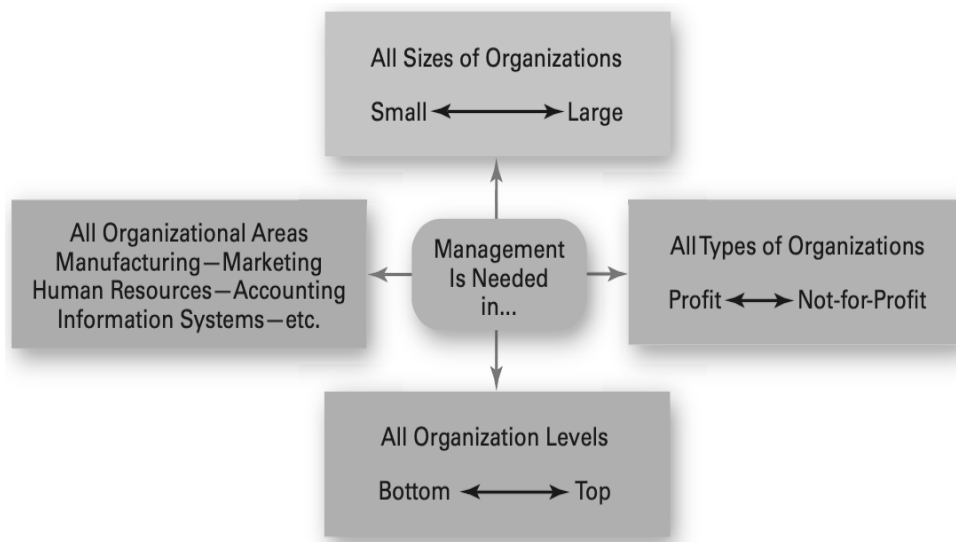 All Sizes of Organizations
Small Large
All Organizational Areas
Manufacturing—Marketing
Human Resources—Accounting
Information Systems—etc.
Management
Is Needed
in...
All Types of Organizations
Profit Not-for-Profit
All Organization Levels
Bottom Top